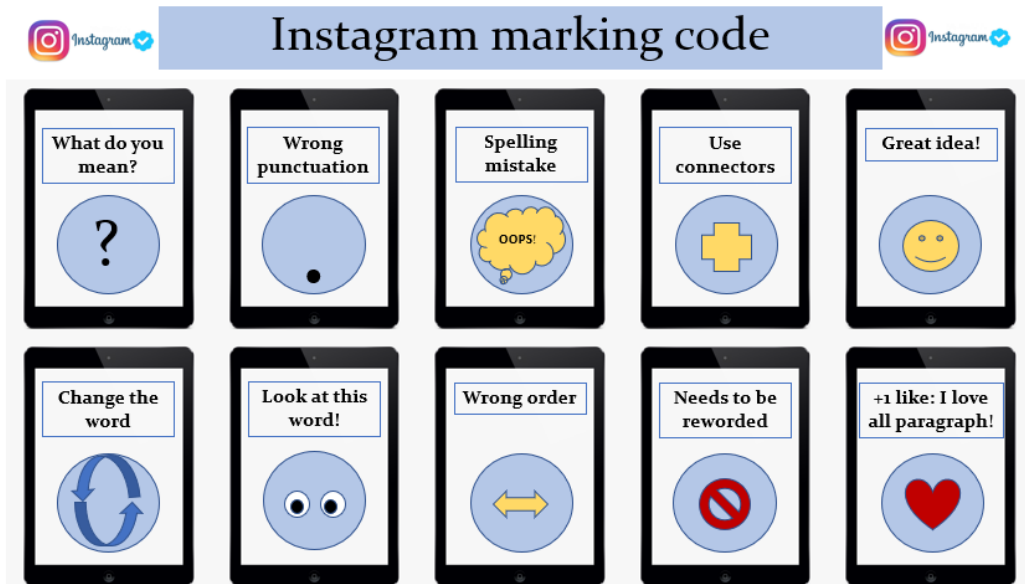 Instagram
Instagram marking code
Instagram
What do you
mean?
?
Wrong
punctuation
Spelling
mistake
OOPS!
Use
connectors
Great idea!
Change the
word
Look at this
word!
Wrong order
Needs to be
reworded
+1 like: I love
all paragraph!